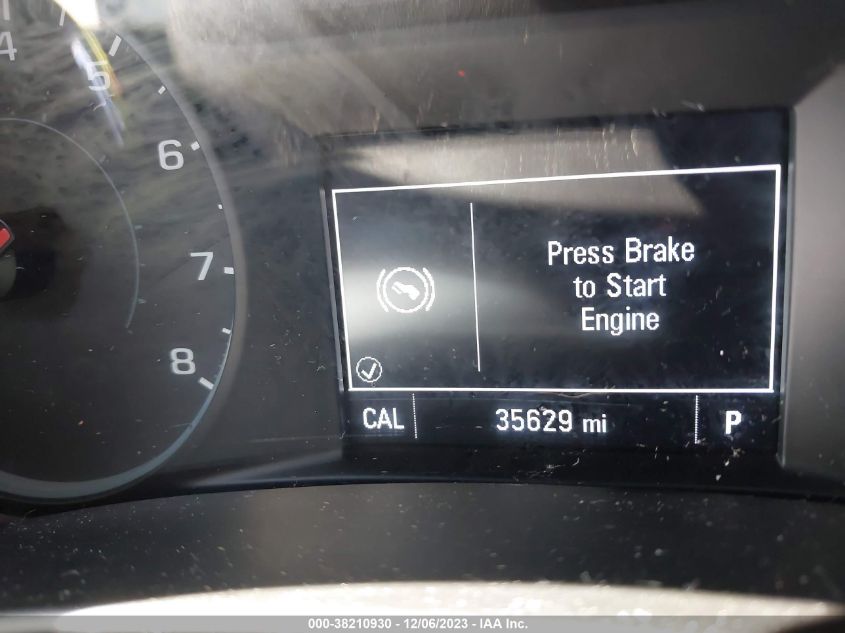 4
5
6
7
8
Press Brake
to Start
Engine
CAL 35629 mi P
000-38210930 - 12/06/2023 - IAA Inc.